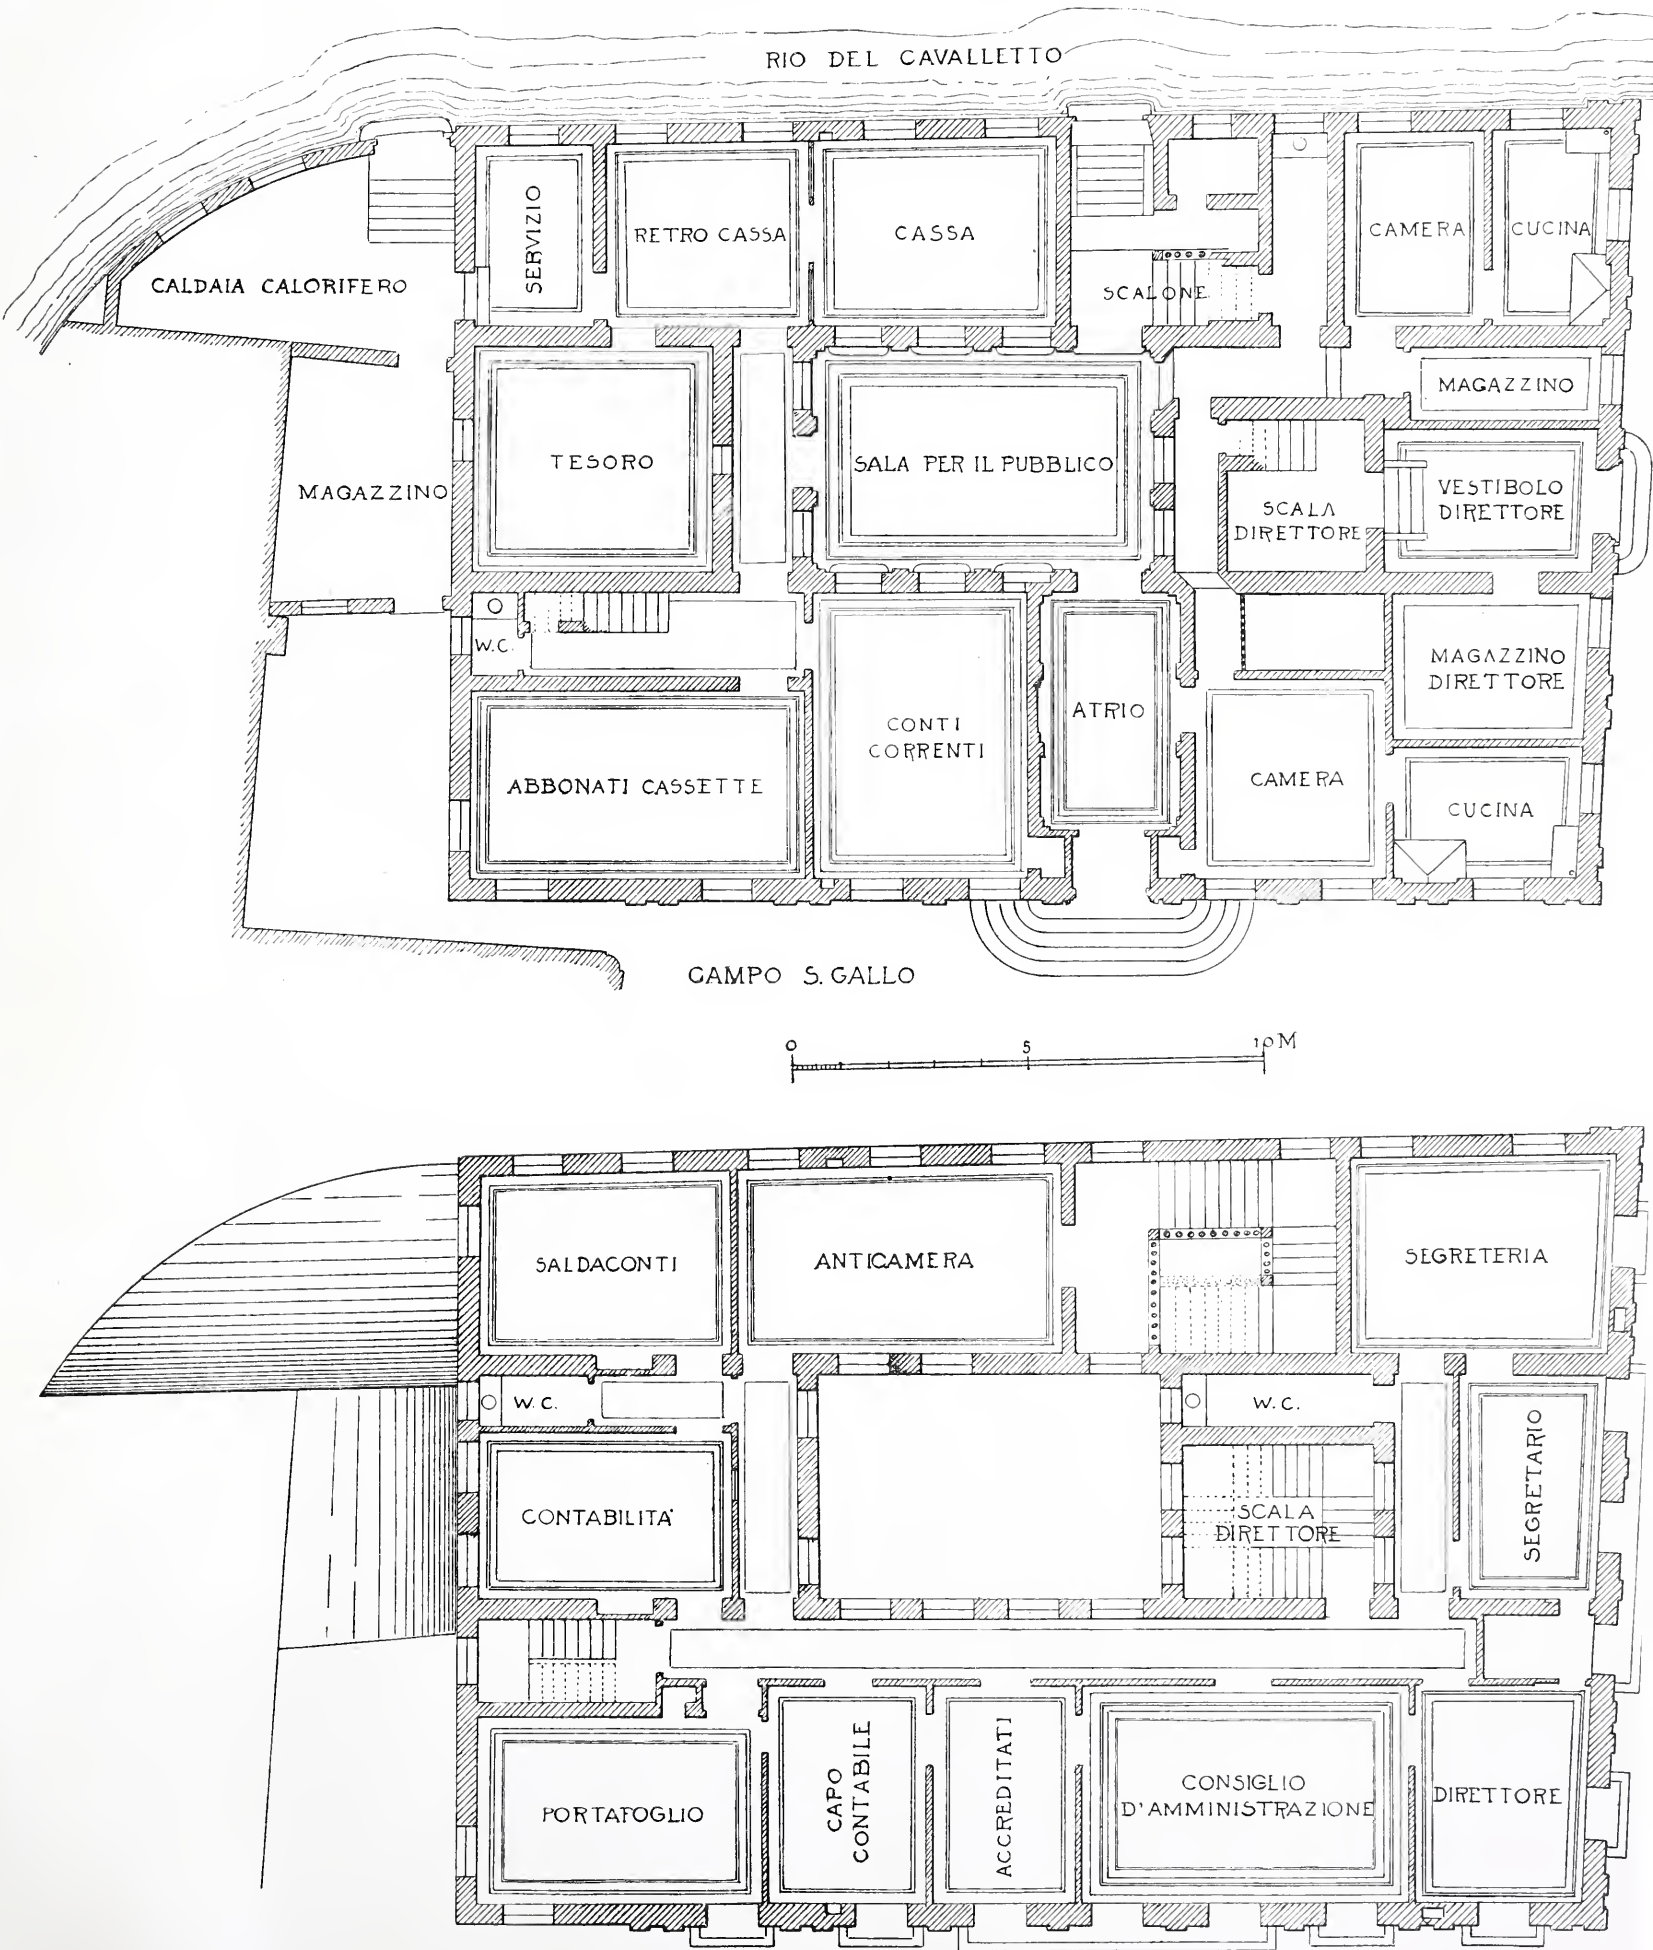 RIO DEL CAVALLETTO
SERVIZIO
RETRO CASSA
CASSA
CAMERA
CUCINA
CALDAIA CALORIFERO
SCALONE
MAGAZZINO
TESORO
SALA PER IL PUBBLICO
MAGAZZINO
SCALA
DIRETTORE
VESTIBOLO
DIRETTORE
W.C.
MAGAZZINO
DIRETTORE
CONTI
CORRENTI
ATRIO
ABBONATI CASSETTE
CAMERA
CUCINA
CAMPO S. GALLO
0 5 10 M
SALDACONTI
ANTICAMERA
SEGRETERIA
W.C.
W.C.
SEGRETARIO
CONTABILITA'
SCALA
DIRETTORE
PORTAFOGLIO
CAPO
CONTABILE
ACCREDITATI
CONSIGLIO
D'AMMINISTRAZIONE
DIRETTORE